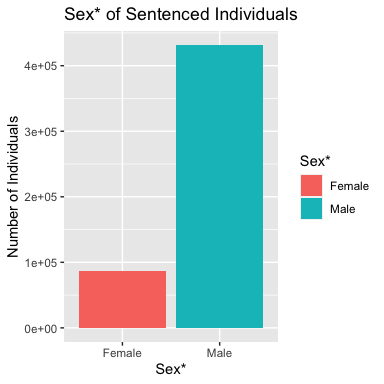 Sex* of Sentenced Individuals
Number of Individuals
4e+05
3e+05
2e+05
1e+05
0e+00
Female Male
Sex*
Sex*
Female
Male